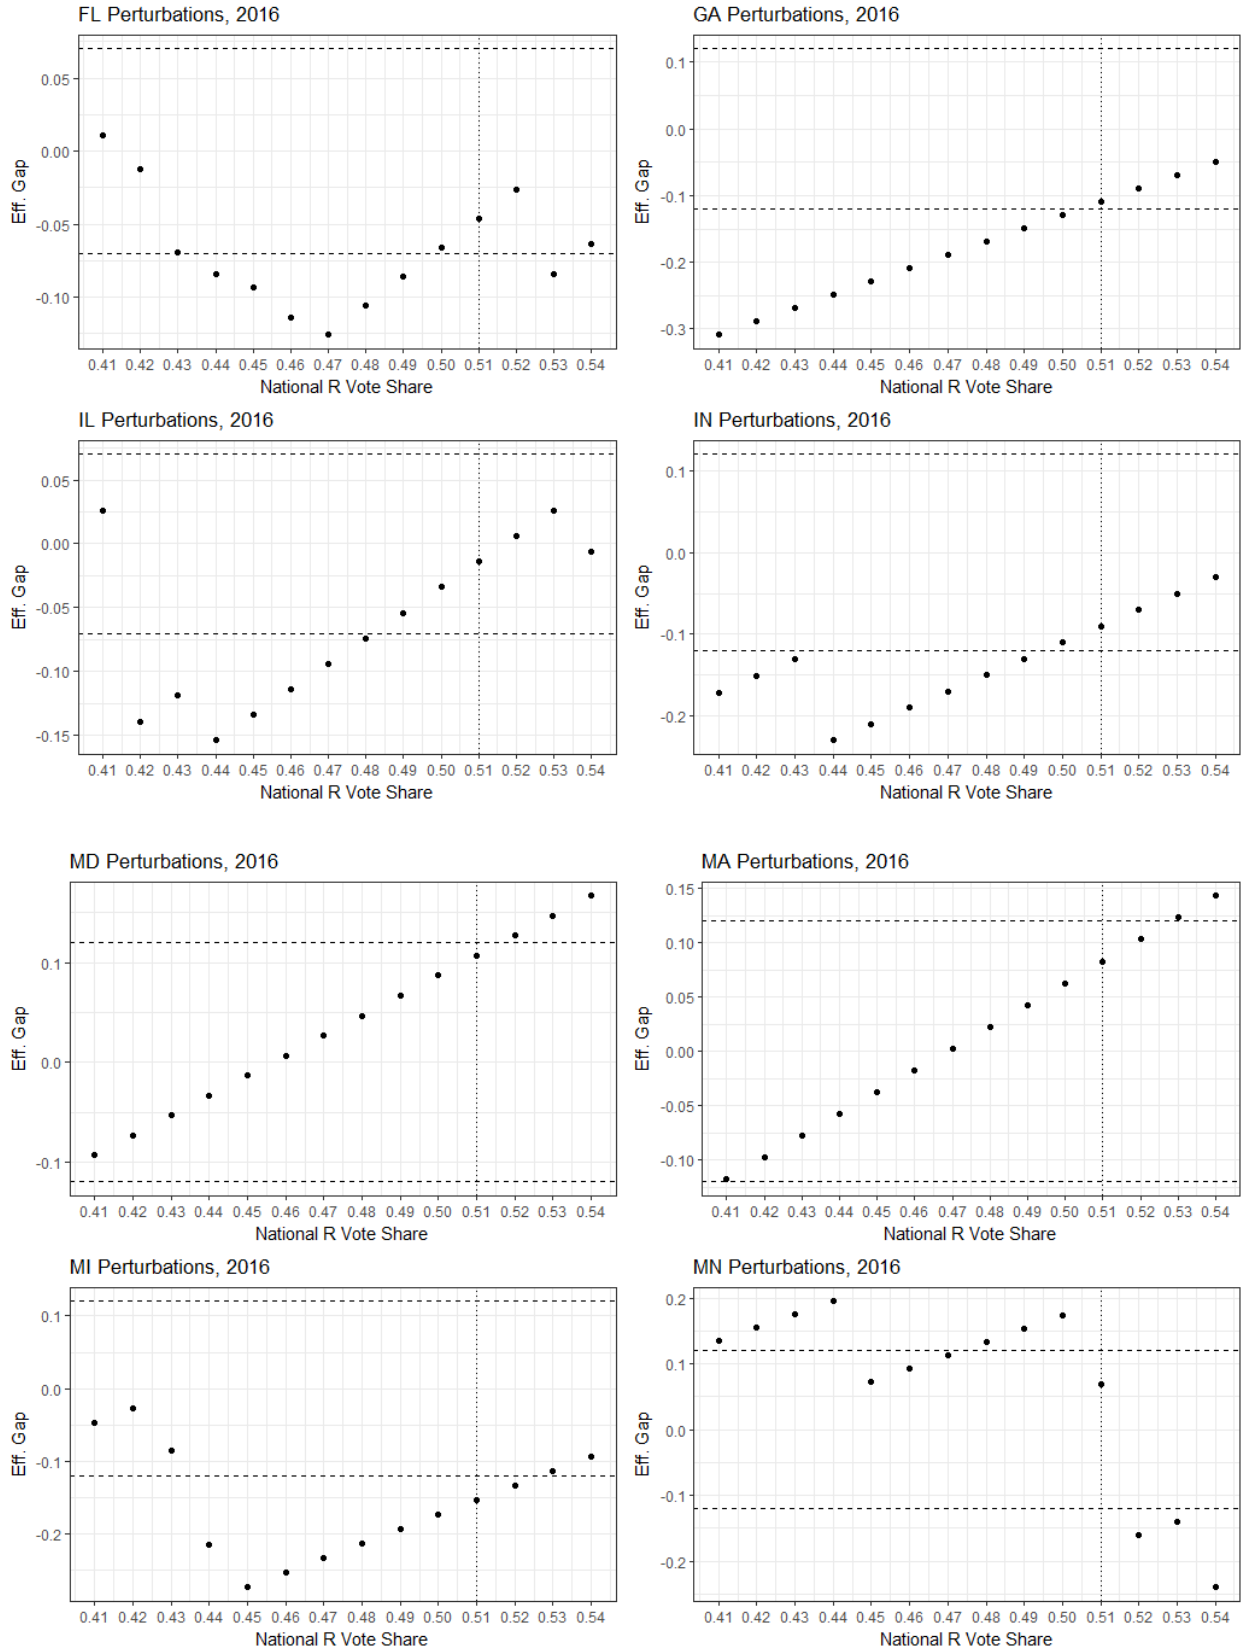 FL Perturbations, 2016
Eff. Gap
0.05
0.00
-0.05
-0.10
0.41 0.42 0.43 0.44 0.45 0.46 0.47 0.48 0.49 0.50 0.51 0.52 0.53 0.54
National R Vote Share
GA Perturbations, 2016
Eff. Gap
0.1
0.0
-0.1
-0.2
-0.3
0.41 0.42 0.43 0.44 0.45 0.46 0.47 0.48 0.49 0.50 0.51 0.52 0.53 0.54
National R Vote Share
IL Perturbations, 2016
Eff. Gap
0.05
0.00
-0.05
-0.10
-0.15
0.41 0.42 0.43 0.44 0.45 0.46 0.47 0.48 0.49 0.50 0.51 0.52 0.53 0.54
National R Vote Share
IN Perturbations, 2016
Eff. Gap
0.1
0.0
-0.1
-0.2
0.41 0.42 0.43 0.44 0.45 0.46 0.47 0.48 0.49 0.50 0.51 0.52 0.53 0.54
National R Vote Share
MD Perturbations, 2016
Eff. Gap
0.1
0.0
-0.1
0.41 0.42 0.43 0.44 0.45 0.46 0.47 0.48 0.49 0.50 0.51 0.52 0.53 0.54
National R Vote Share
MA Perturbations, 2016
Eff. Gap
0.15
0.10
0.05
0.00
-0.05
-0.10
0.41 0.42 0.43 0.44 0.45 0.46 0.47 0.48 0.49 0.50 0.51 0.52 0.53 0.54
National R Vote Share
MI Perturbations, 2016
Eff. Gap
0.1
0.0
-0.1
-0.2
0.41 0.42 0.43 0.44 0.45 0.46 0.47 0.48 0.49 0.50 0.51 0.52 0.53 0.54
National R Vote Share
MN Perturbations, 2016
Eff. Gap
0.2
0.1
0.0
-0.1
-0.2
0.41 0.42 0.43 0.44 0.45 0.46 0.47 0.48 0.49 0.50 0.51 0.52 0.53 0.54
National R Vote Share